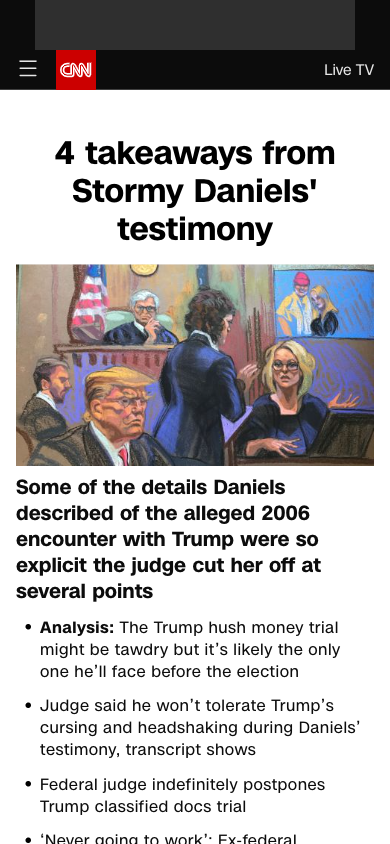 CNN
Live TV
4 takeaways from
Stormy Daniels'
testimony
Some of the details Daniels
described of the alleged 2006
encounter with Trump were so
explicit the judge cut her off at
several points
• Analysis: The Trump hush money trial
might be tawdry but it’s likely the only
one he’ll face before the election
• Judge said he won’t tolerate Trump’s
cursing and headshaking during Daniels’
testimony, transcript shows
• Federal judge indefinitely postpones
Trump classified docs trial
• ‘Never going to work’: Ex-federal